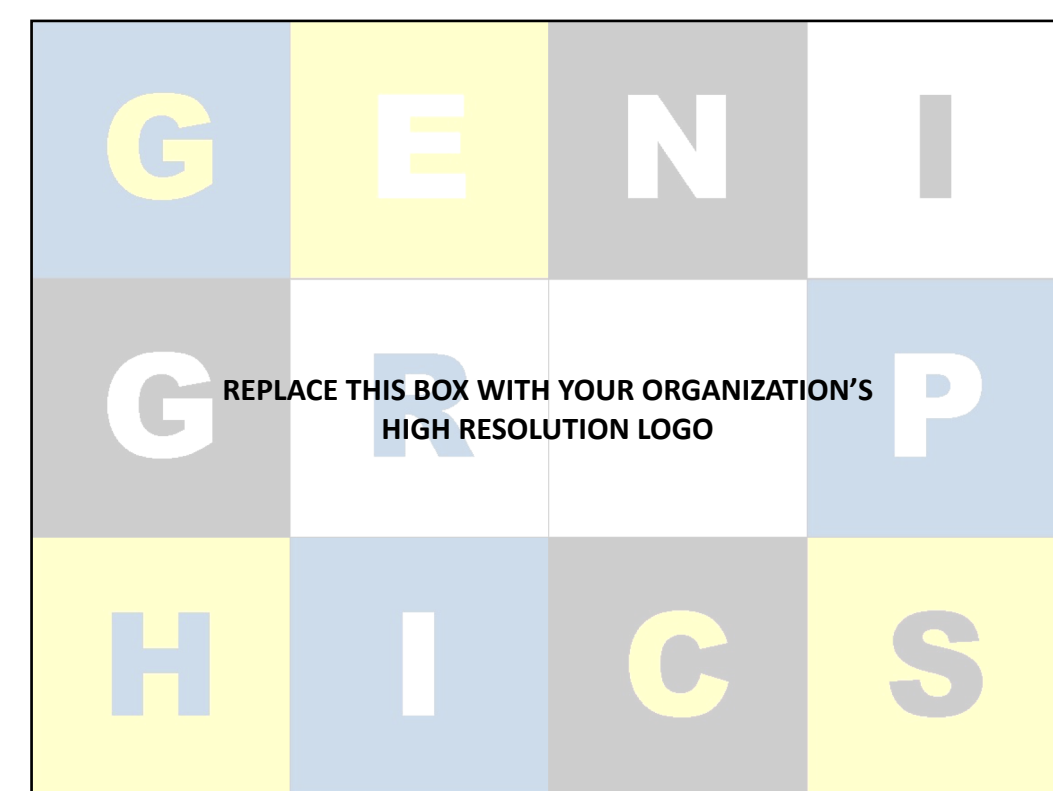 G E N I
G R P
REPLACE THIS BOX WITH YOUR ORGANIZATION’S
HIGH RESOLUTION LOGO
H I C S